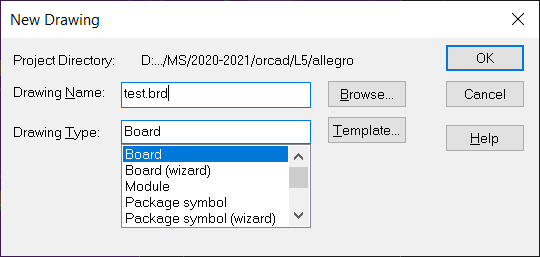 New Drawing
Project Directory: D:.../MS/2020-2021/orcad/L5/allegro
OK
Drawing Name: test.brd Browse... Cancel
Drawing Type: Board Template... Help
Board
Board (wizard)
Module
Package symbol
Package symbol (wizard)